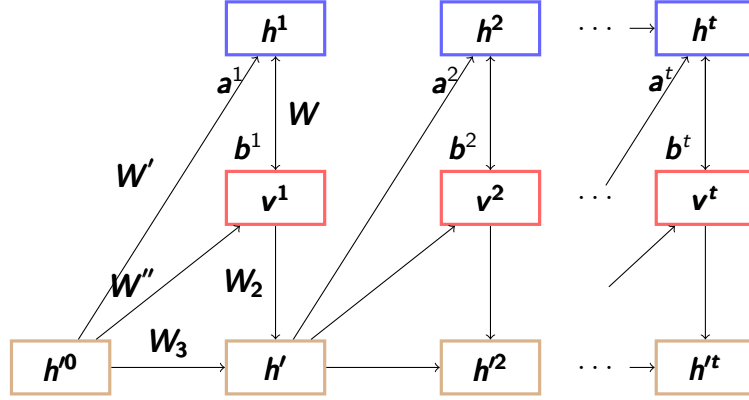 h¹ h² · · · hᵗ
a¹ a² aᵗ
W
b¹ b² bᵗ
W′
v¹ v² · · · vᵗ
W″ W₂
W₃
h′⁰ h′ h′² · · · h′ᵗ